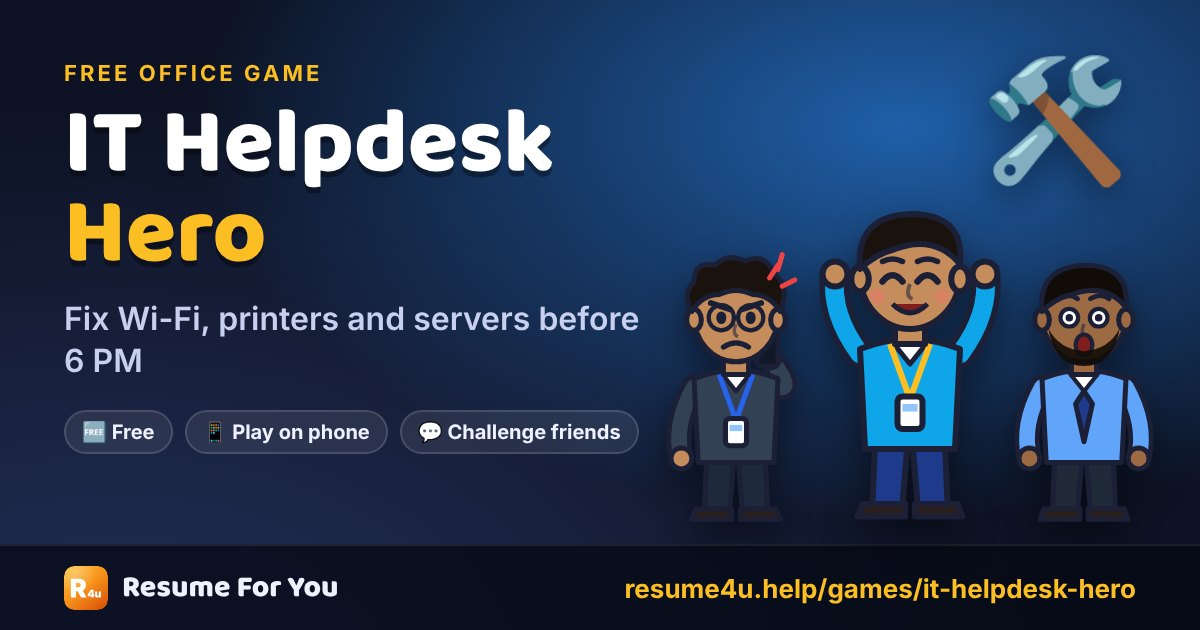 FREE OFFICE GAME
IT Helpdesk
Hero
Fix Wi-Fi, printers and servers before
6 PM
🆓 Free
📱 Play on phone
💬 Challenge friends
R4u
Resume For You
resume4u.help/games/it-helpdesk-hero